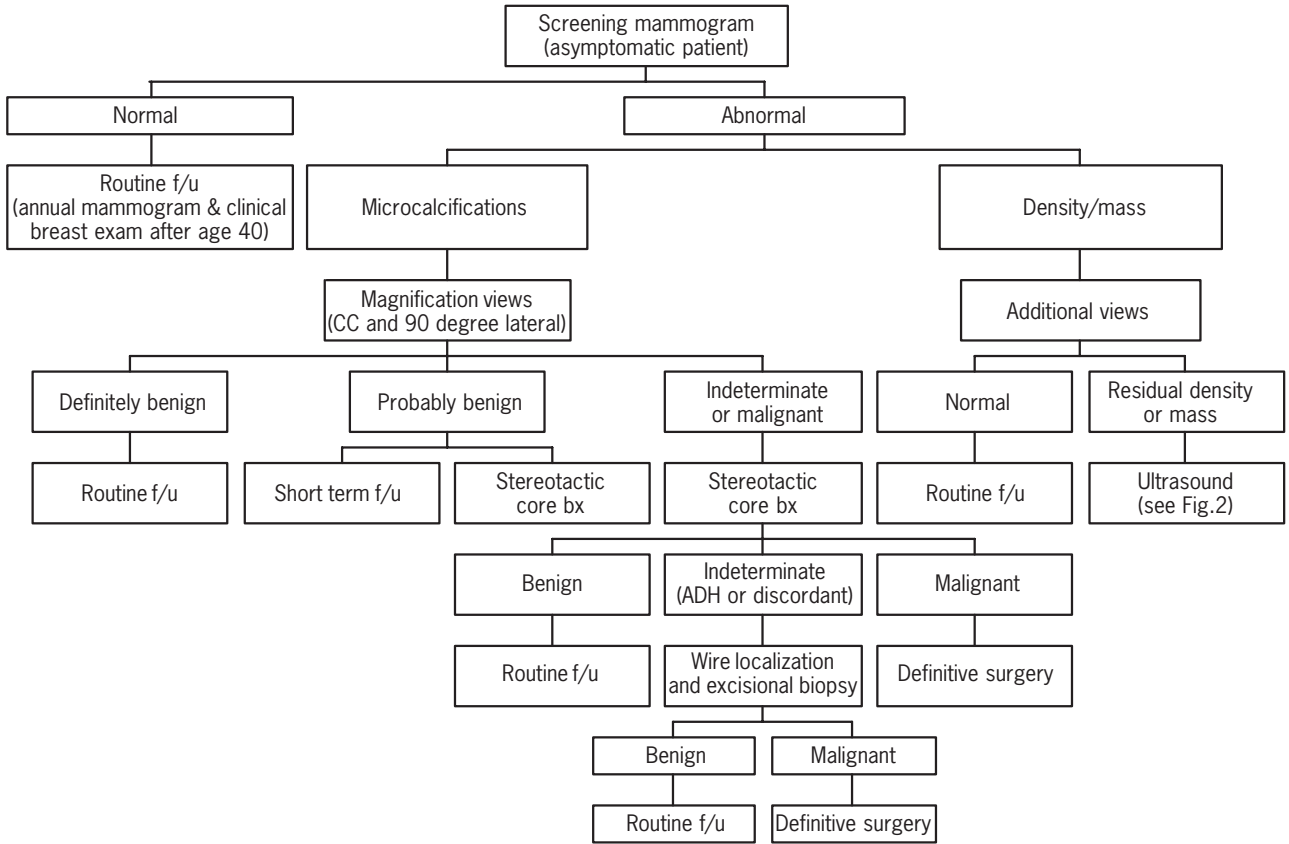 Screening mammogram
(asymptomatic patient)
Normal
Abnormal
Routine f/u
(annual mammogram & clinical
breast exam after age 40)
Microcalcifications
Density/mass
Magnification views
(CC and 90 degree lateral)
Additional views
Definitely benign
Probably benign
Indeterminate
or malignant
Normal
Residual density
or mass
Routine f/u
Short term f/u
Stereotactic
core bx
Stereotactic
core bx
Routine f/u
Ultrasound
(see Fig.2)
Benign
Indeterminate
(ADH or discordant)
Malignant
Routine f/u
Wire localization
and excisional biopsy
Definitive surgery
Benign
Malignant
Routine f/u
Definitive surgery